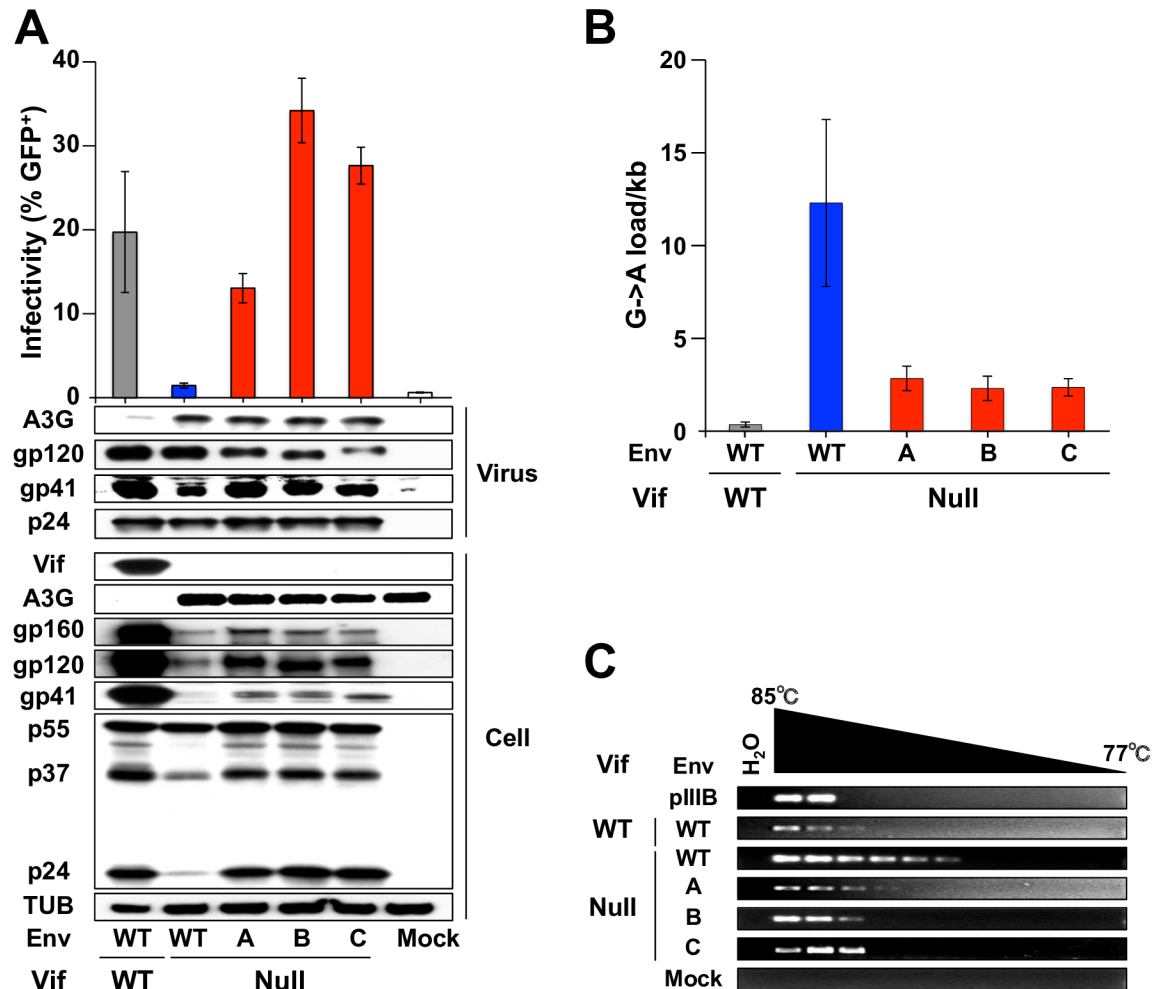 A
40
30
20
10
0
Infectivity (% GFP⁺)
A3G
gp120
gp41
p24
Virus
Vif
A3G
gp160
gp120
gp41
p55
p37
p24
TUB
Cell
Env WT WT A B C Mock
Vif WT Null
B
20
15
10
5
0
G->A load/kb
Env WT WT A B C
Vif WT Null
C
85°C
77°C
Vif Env H₂O
pIIIB
WT WT
WT
Null A
B
C
Mock